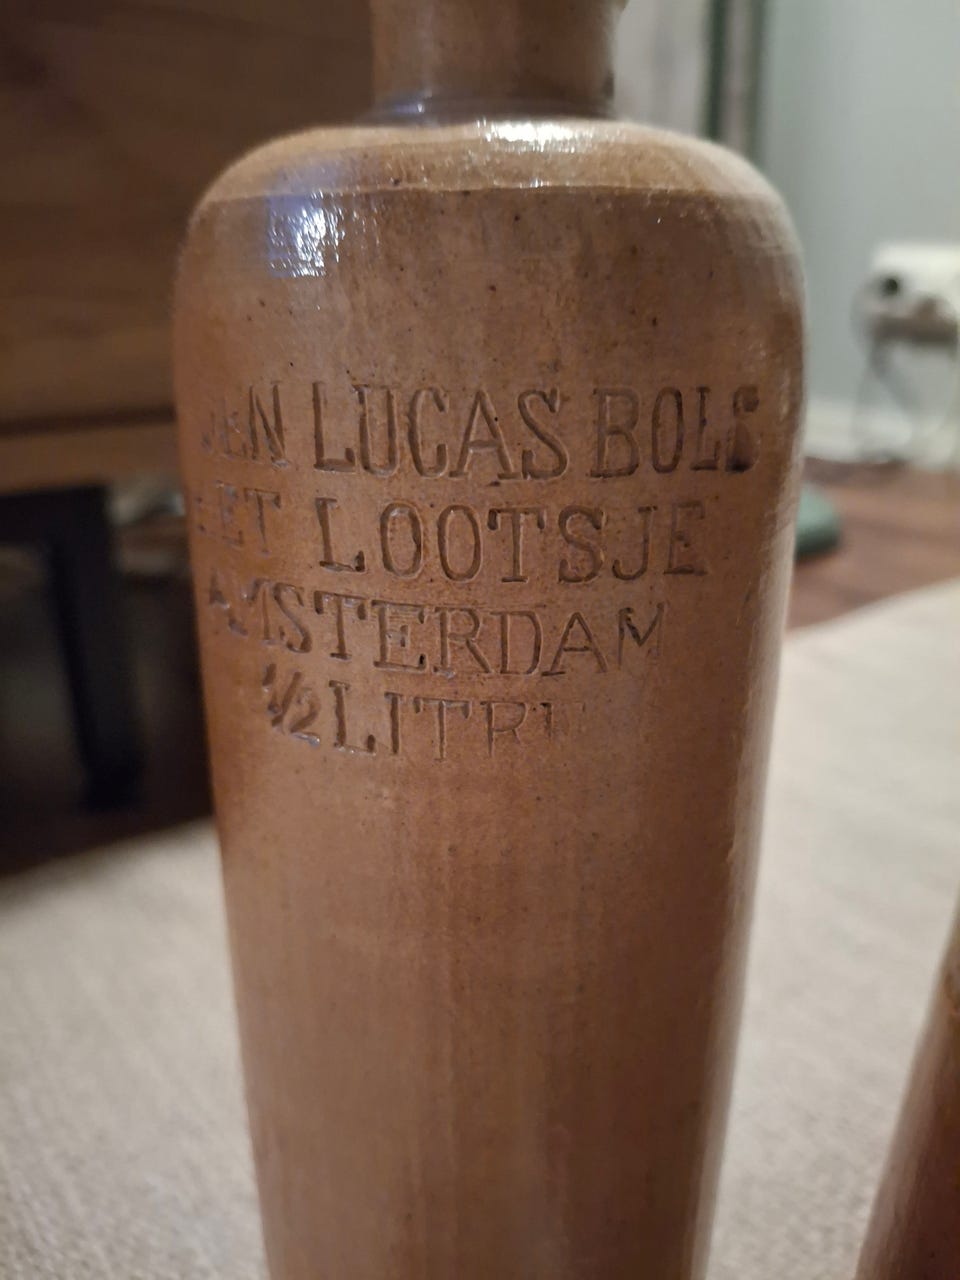 LUCAS BOLS
LOOTSJE
AMSTERDAM
½ LITRE